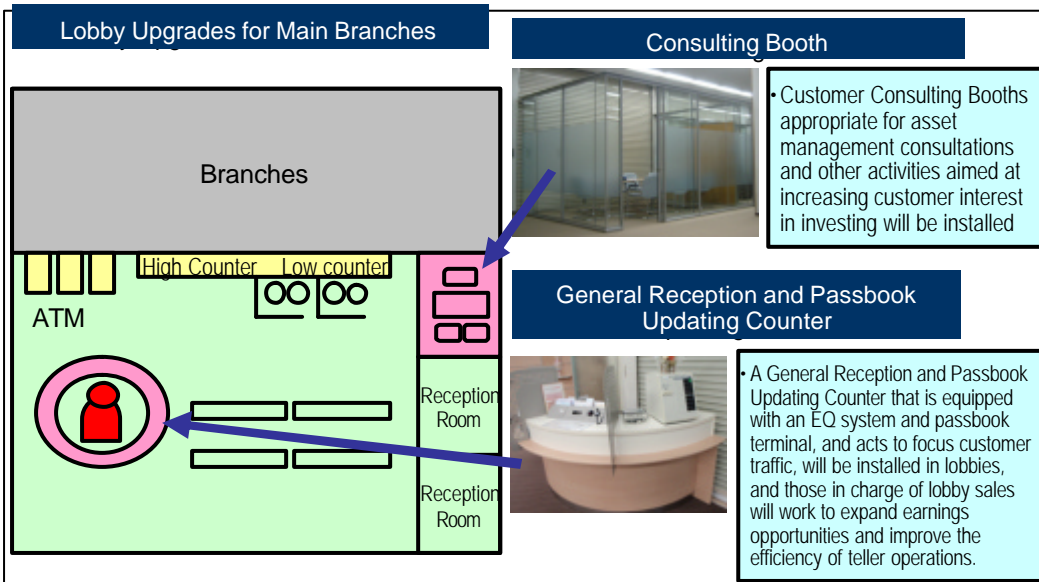 Lobby Upgrades for Main Branches
Branches
High Counter
Low counter
ATM
Reception
Room
Reception
Room
Consulting Booth
・Customer Consulting Booths
appropriate for asset
management consultations
and other activities aimed at
increasing customer interest
in investing will be installed
General Reception and Passbook
Updating Counter
・A General Reception and Passbook
Updating Counter that is equipped
with an EQ system and passbook
terminal, and acts to focus customer
traffic, will be installed in lobbies,
and those in charge of lobby sales
will work to expand earnings
opportunities and improve the
efficiency of teller operations.